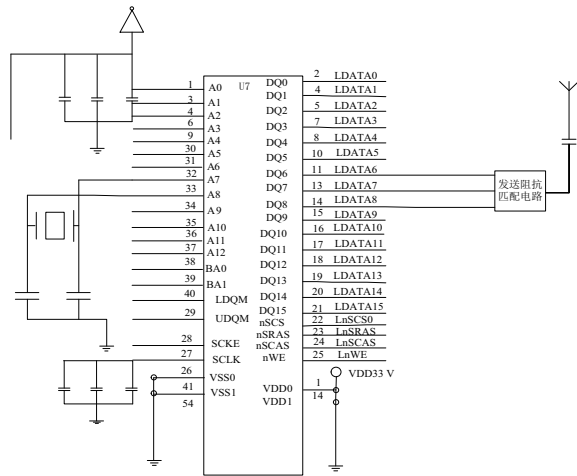 U7
1 A0
3 A1
4 A2
6 A3
9 A4
30 A5
31 A6
32 A7
33 A8
34 A9
35 A10
36 A11
37 A12
38 BA0
39 BA1
40 LDQM
29 UDQM
28 SCKE
27 SCLK
26 VSS0
41 VSS1
54
DQ0 2 LDATA0
DQ1 4 LDATA1
DQ2 5 LDATA2
DQ3 7 LDATA3
DQ4 8 LDATA4
DQ5 10 LDATA5
DQ6 11 LDATA6
DQ7 13 LDATA7
DQ8 14 LDATA8
DQ9 15 LDATA9
DQ10 16 LDATA10
DQ11 17 LDATA11
DQ12 18 LDATA12
DQ13 19 LDATA13
DQ14 20 LDATA14
DQ15 21 LDATA15
nSCS 22 LnSCS0
nSRAS 23 LnSRAS
nSCAS 24 LnSCAS
nWE 25 LnWE
VDD33 V
VDD0 1
VDD1 14
发送阻抗
匹配电路